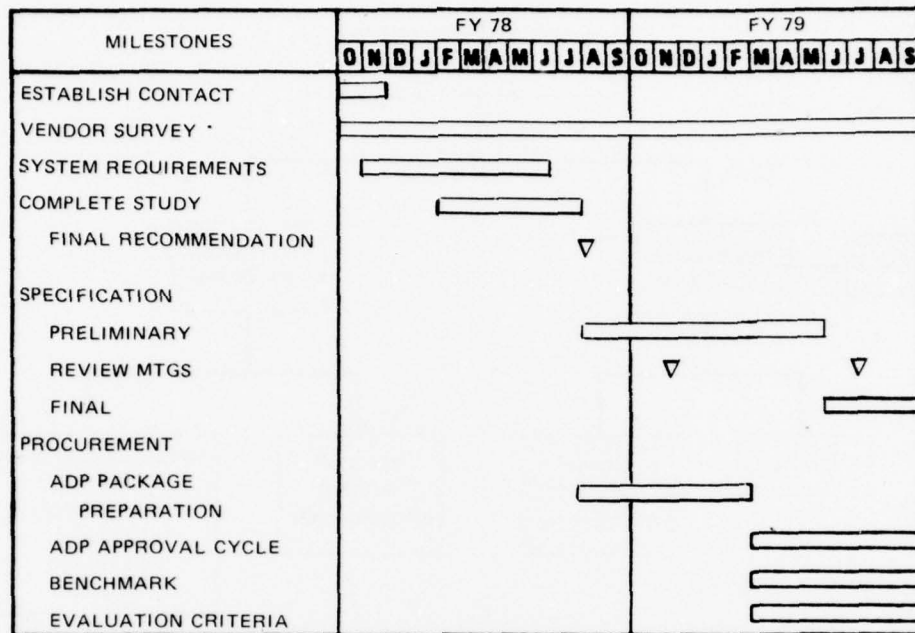 MILESTONES
FY 78
FY 79
O N D J F M A M J J A S O N D J F M A M J J A S
ESTABLISH CONTACT
VENDOR SURVEY
SYSTEM REQUIREMENTS
COMPLETE STUDY
FINAL RECOMMENDATION
SPECIFICATION
PRELIMINARY
REVIEW MTGS
FINAL
PROCUREMENT
ADP PACKAGE
PREPARATION
ADP APPROVAL CYCLE
BENCHMARK
EVALUATION CRITERIA